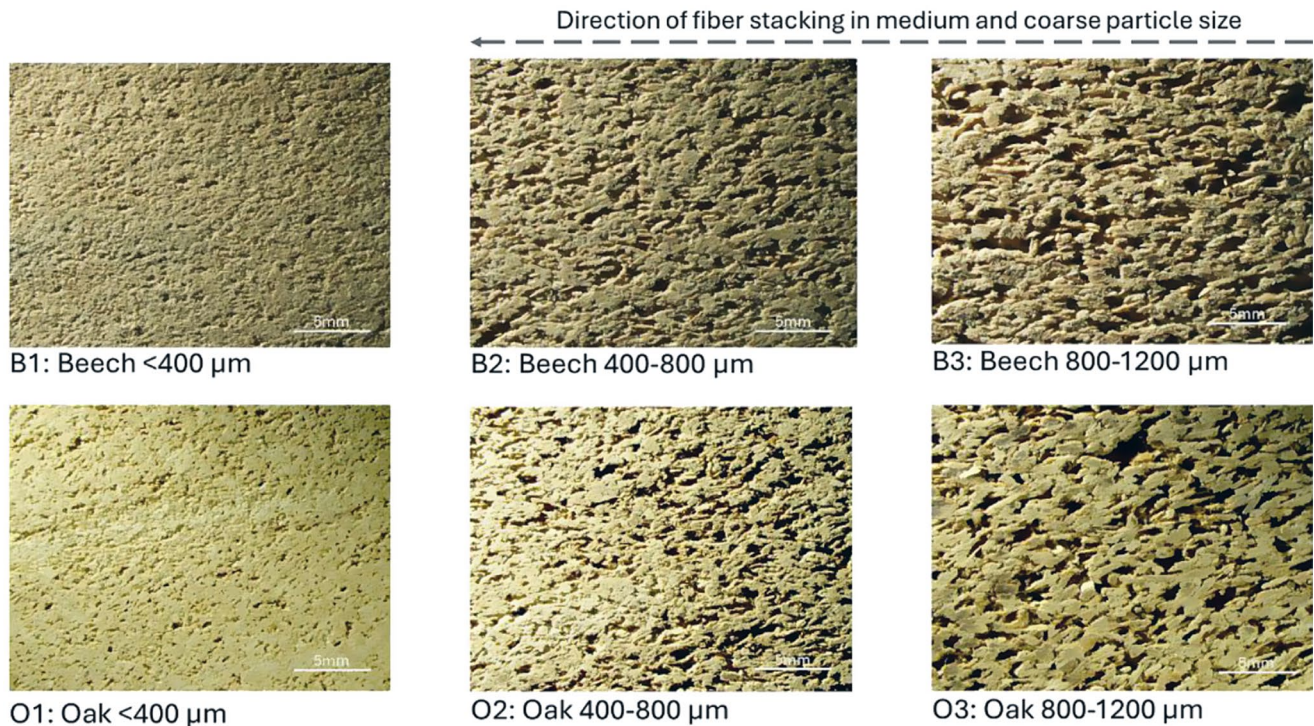 Direction of fiber stacking in medium and coarse particle size
5mm
5mm
5mm
B1: Beech <400 µm
B2: Beech 400-800 µm
B3: Beech 800-1200 µm
5mm
5mm
5mm
O1: Oak <400 µm
O2: Oak 400-800 µm
O3: Oak 800-1200 µm